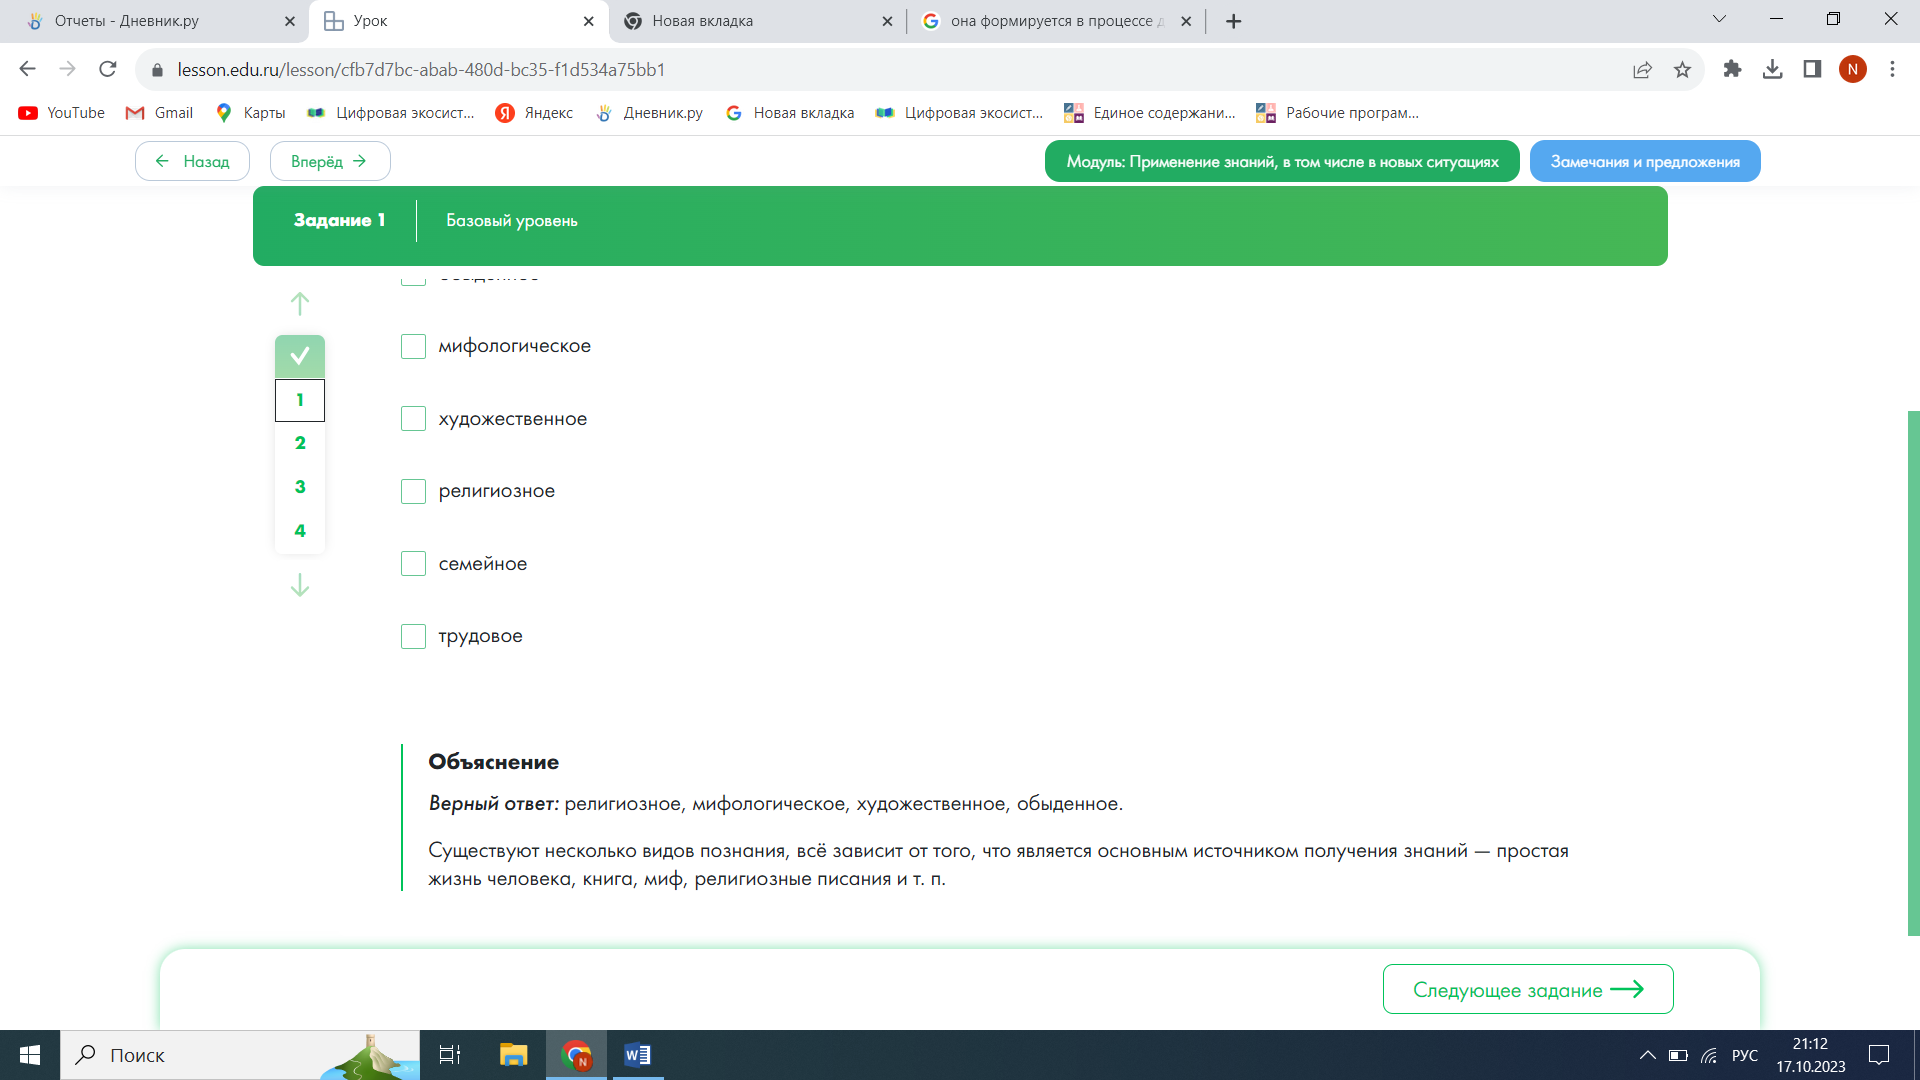 Отчеты - Дневник.ру
Урок
Новая вкладка
она формируется в процессе д
lesson.edu.ru/lesson/cfb7d7bc-abab-480d-bc35-f1d534a75bb1
N
YouTube
Gmail
Карты
Цифровая экосист...
Яндекс
Дневник.ру
Новая вкладка
Цифровая экосист...
Единое содержани...
Рабочие програм...
Назад
Вперёд
Модуль: Применение знаний, в том числе в новых ситуациях
Замечания и предложения
Задание 1
Базовый уровень
мифологическое
1
художественное
2
3
религиозное
4
семейное
трудовое
Объяснение
Верный ответ: религиозное, мифологическое, художественное, обыденное.
Существуют несколько видов познания, всё зависит от того, что является основным источником получения знаний — простая
жизнь человека, книга, миф, религиозные писания и т. п.
Следующее задание
Поиск
РУС
21:12
17.10.2023